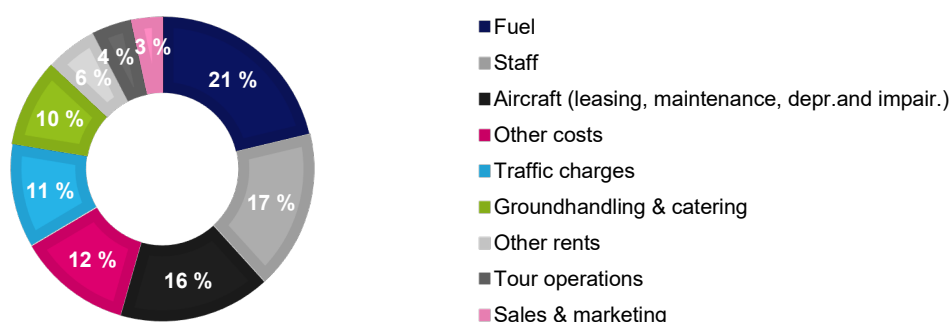 21 %
17 %
16 %
12 %
11 %
10 %
6 %
4 %
3 %
Fuel
Staff
Aircraft (leasing, maintenance, depr.and impair.)
Other costs
Traffic charges
Groundhandling & catering
Other rents
Tour operations
Sales & marketing